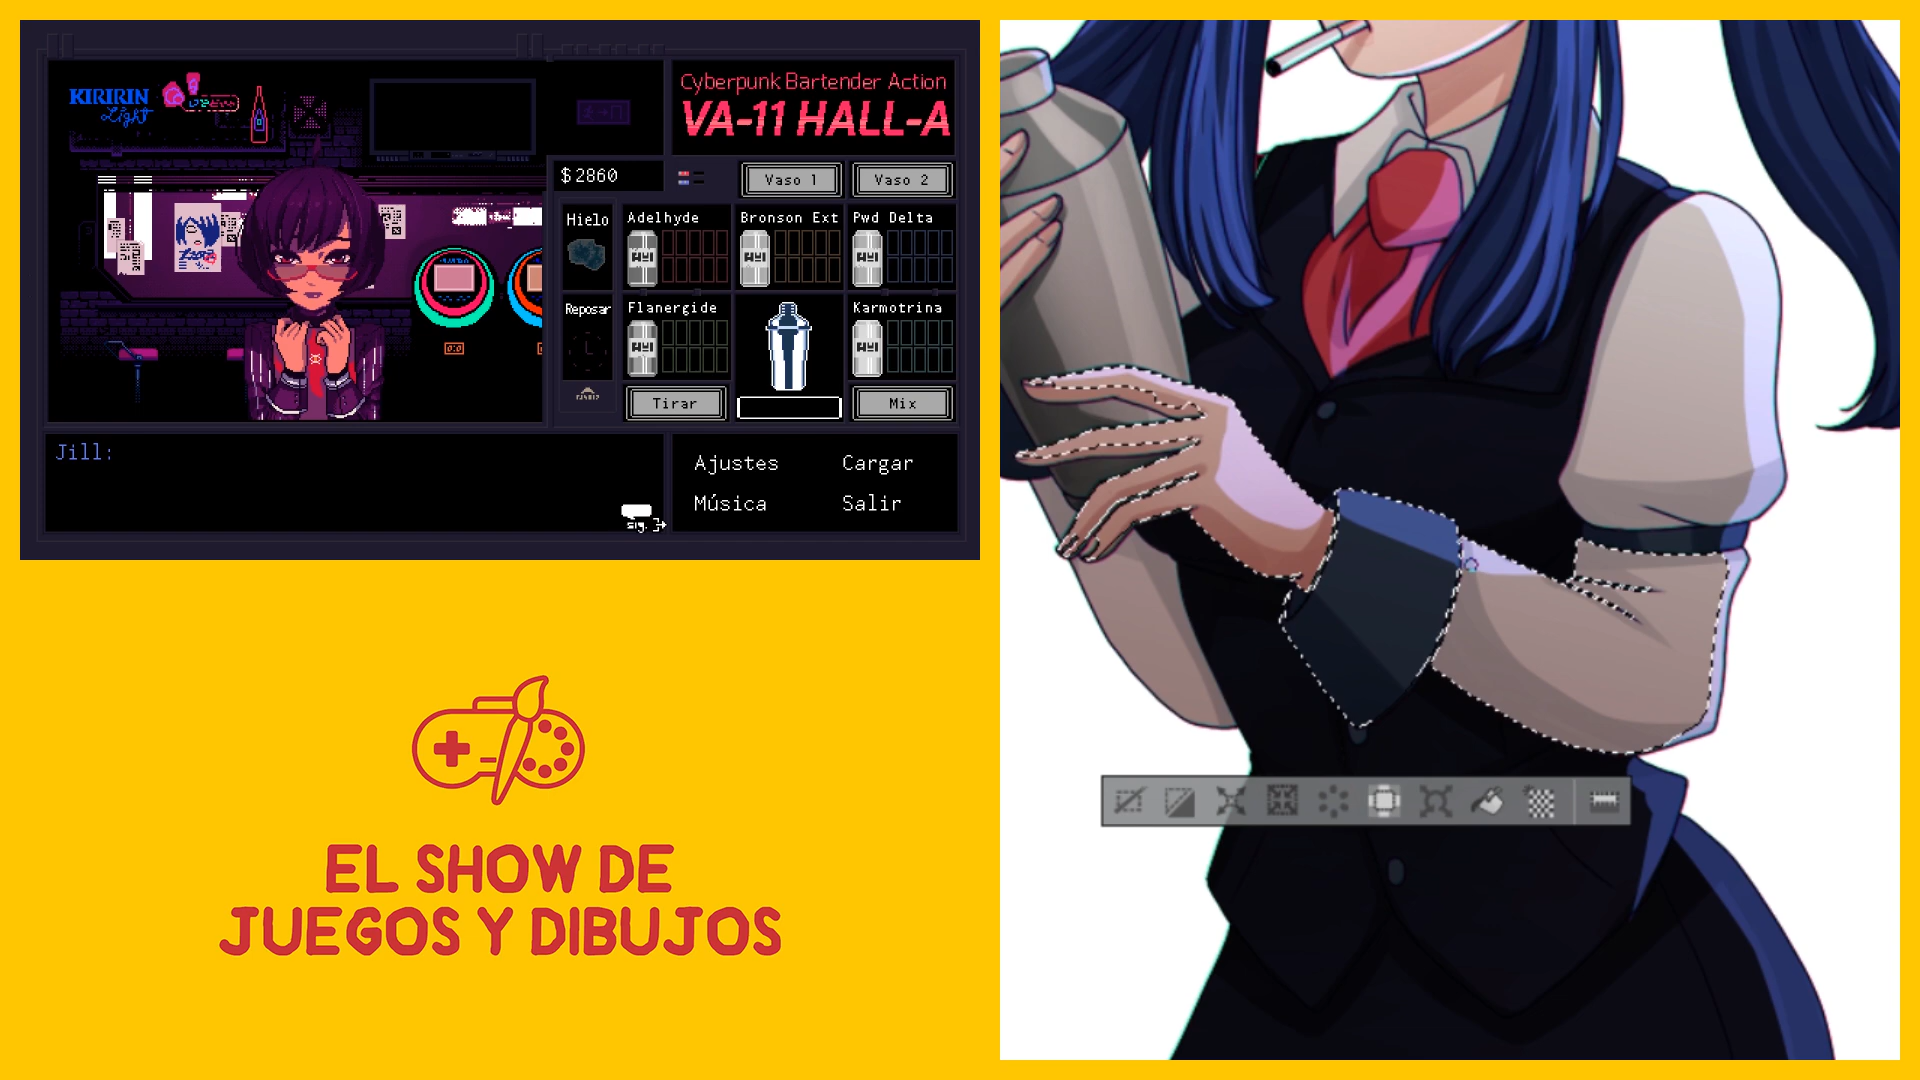 KIRIRIN
Light
Cyberpunk Bartender Action
VA-11 HALL-A
$2860
Vaso 1
Vaso 2
Hielo
Adelhyde
Bronson Ext
Pwd Delta
Reposar
Flanergide
Karmotrina
Tirar
Mix
Jill:
sig.
Ajustes
Cargar
Música
Salir
EL SHOW DE
JUEGOS Y DIBUJOS